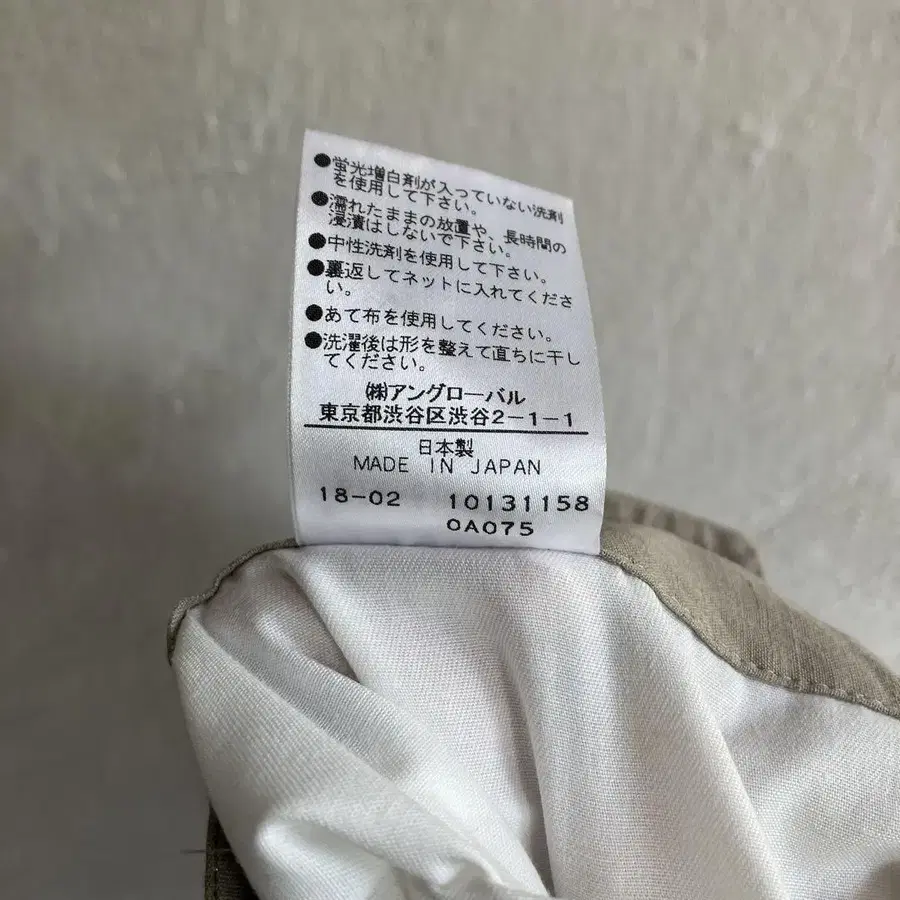 ●蛍光増白剤が入っていない洗剤
を使用して下さい。
●濡れたままの放置や、長時間の
浸漬はしないで下さい。
●中性洗剤を使用して下さい。
●裏返してネットに入れてくださ
い。
●あて布を使用してください。
●洗濯後は形を整えて直ちに干し
てください。
㈱アングローバル
東京都渋谷区渋谷2-1-1
日本製
MADE IN JAPAN
18-02 10131158
0A075